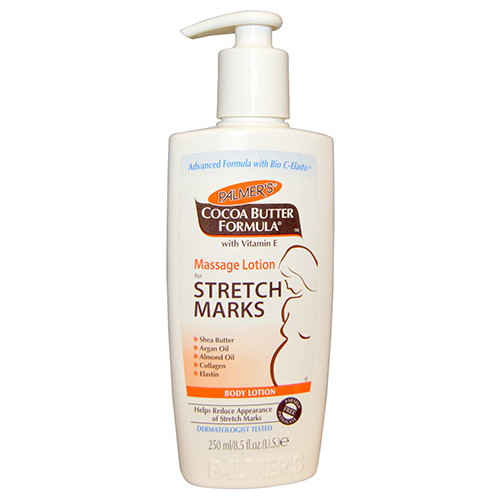 Advanced Formula with Bio C-Elaste
PALMER'S®
COCOA BUTTER
FORMULA®
with Vitamin E
Massage Lotion
for
STRETCH
MARKS
Shea Butter
Argan Oil
Almond Oil
Collagen
Elastin
BODY LOTION
Helps Reduce Appearance
of Stretch Marks
FREE
DERMATOLOGIST TESTED
250 ml/8.5 fl.oz.(U.S.)℮
PALMER'S